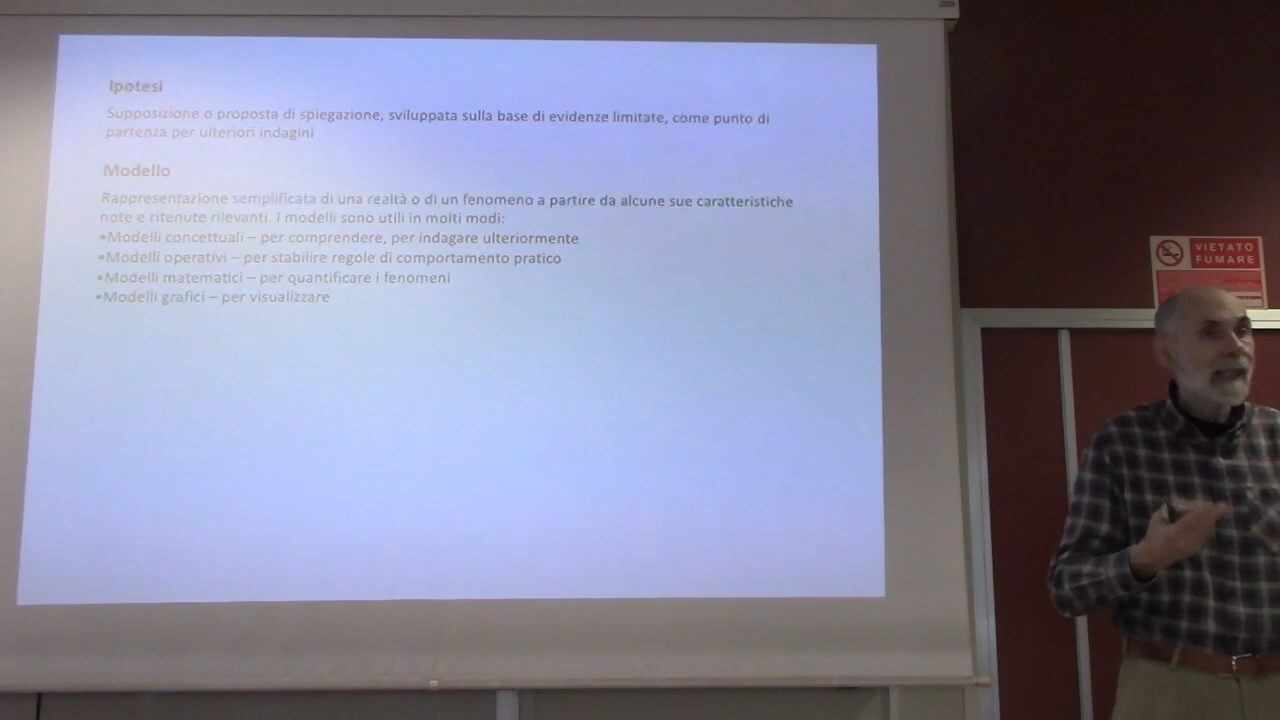 Ipotesi
Supposizione o proposta di spiegazione, sviluppata sulla base di evidenze limitate, come punto di
partenza per ulteriori indagini
Modello
Rappresentazione semplificata di una realtà o di un fenomeno a partire da alcune sue caratteristiche
note e ritenute rilevanti. I modelli sono utili in molti modi:
•Modelli concettuali – per comprendere, per indagare ulteriormente
•Modelli operativi – per stabilire regole di comportamento pratico
•Modelli matematici – per quantificare i fenomeni
•Modelli grafici – per visualizzare
VIETATO
FUMARE